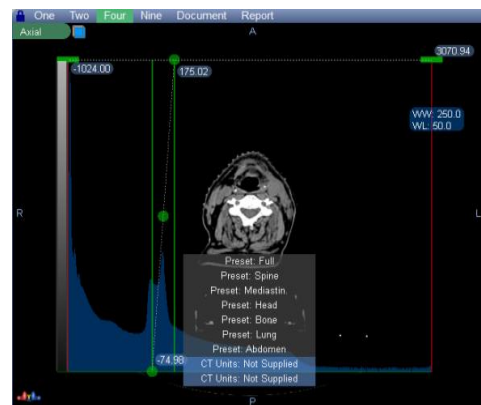 One Two Four Nine Document Report
Axial
A
3070.94
-1024.00
175.02
WW: 250.0
WL: 50.0
R
L
Preset: Full
Preset: Spine
Preset: Mediastin.
Preset: Head
Preset: Bone
Preset: Lung
Preset: Abdomen
-74.98
CT Units: Not Supplied
CT Units: Not Supplied
P